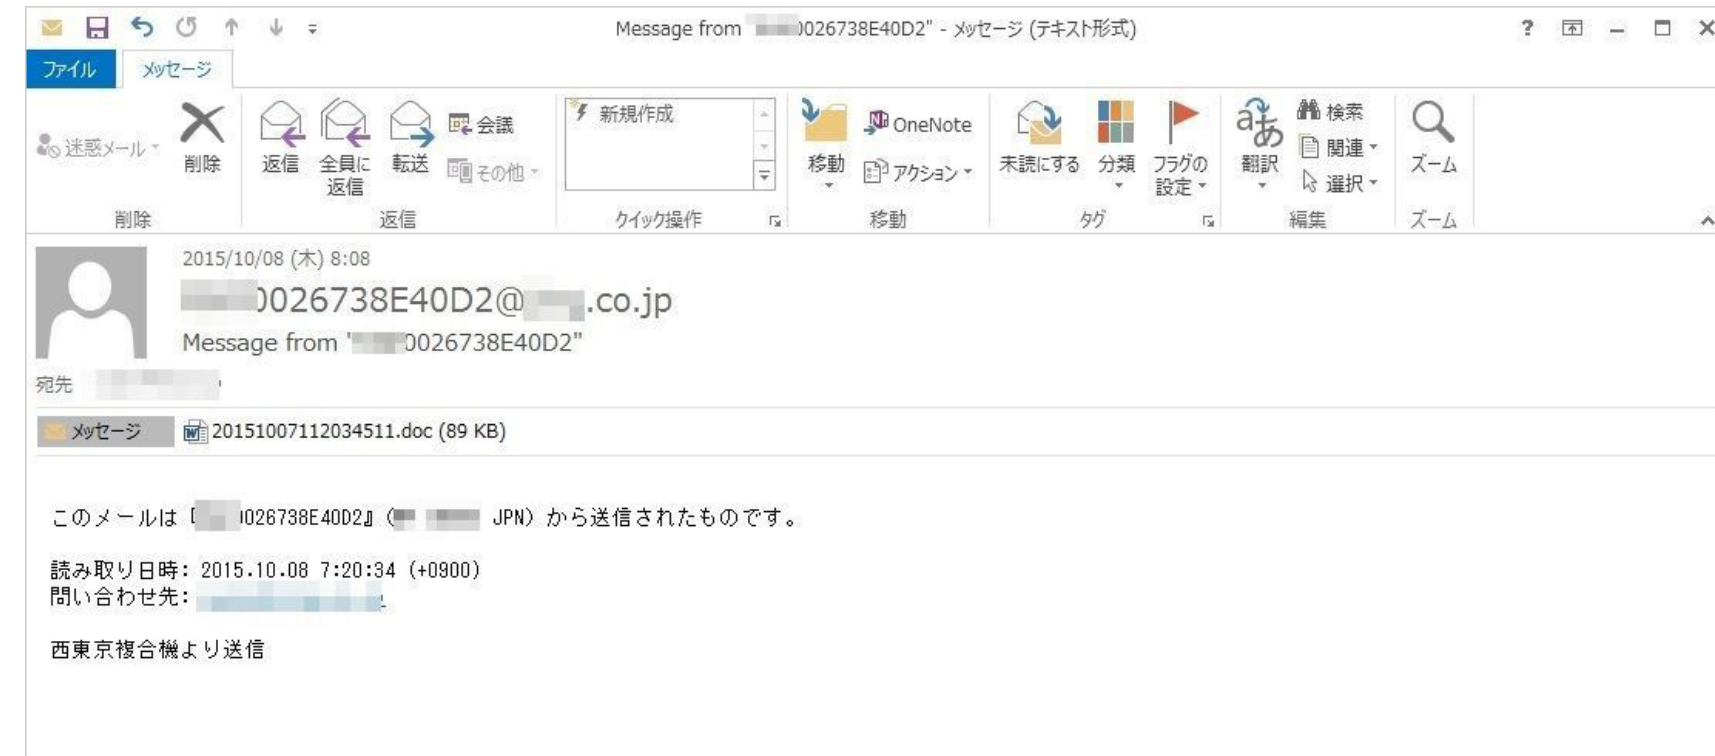 Message from "0026738E40D2" - メッセージ (テキスト形式)
ファイル メッセージ
迷惑メール
削除
返信
全員に返信
転送
会議
その他
新規作成
移動
OneNote
アクション
未読にする
分類
フラグの設定
翻訳
検索
関連
選択
ズーム
削除 返信 クイック操作 移動 タグ 編集 ズーム
2015/10/08 (木) 8:08
0026738E40D2@ .co.jp
Message from " 0026738E40D2"
宛先
メッセージ 20151007112034511.doc (89 KB)
このメールは『 026738E40D2』( JPN) から送信されたものです。
読み取り日時: 2015.10.08 7:20:34 (+0900)
問い合わせ先:
西東京複合機より送信